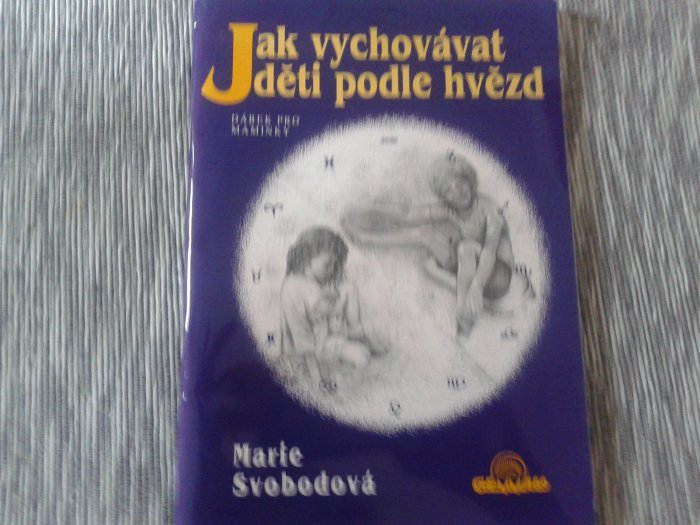 Jak vychovávat
děti podle hvězd
DÁREK PRO
MAMINKY
Marie
Svobodová